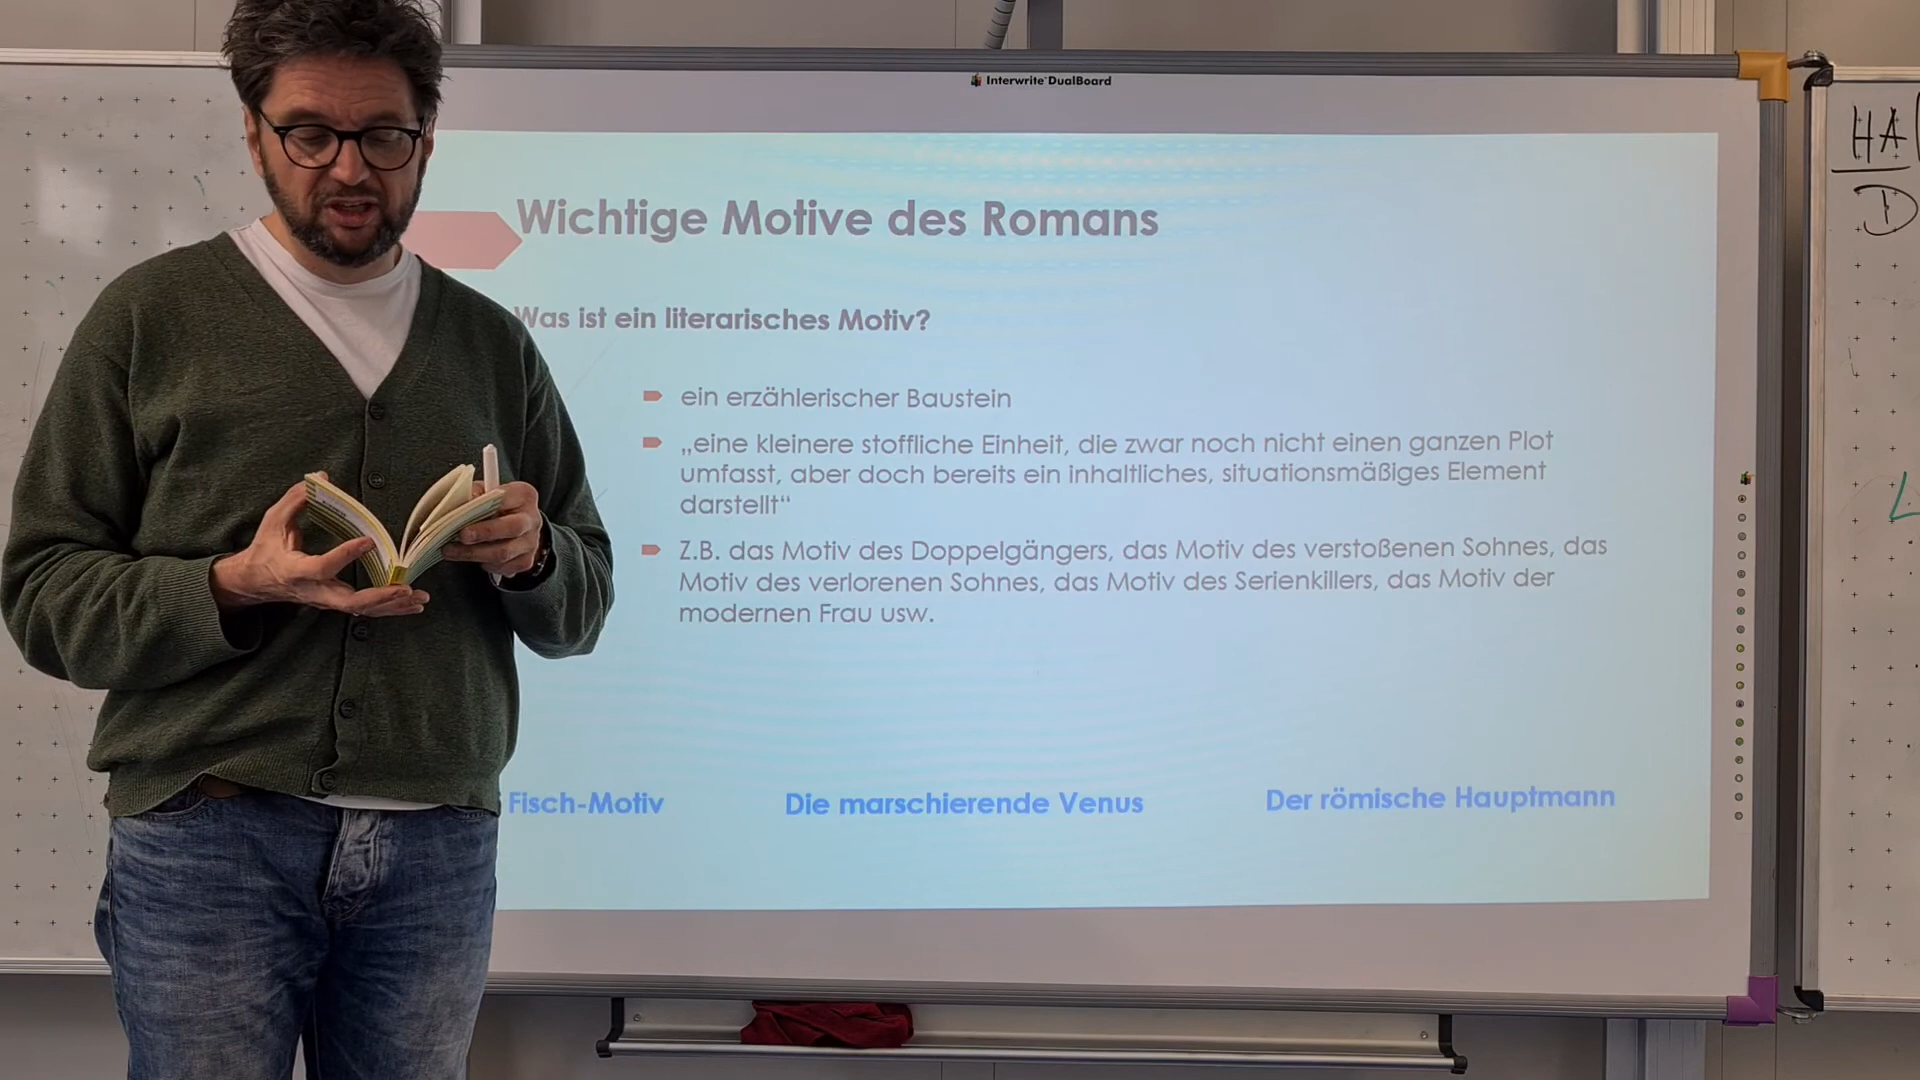 Interwrite DualBoard
Wichtige Motive des Romans
Was ist ein literarisches Motiv?
ein erzählerischer Baustein
„eine kleinere stoffliche Einheit, die zwar noch nicht einen ganzen Plot
umfasst, aber doch bereits ein inhaltliches, situationsmäßiges Element
darstellt“
Z.B. das Motiv des Doppelgängers, das Motiv des verstoßenen Sohnes, das
Motiv des verlorenen Sohnes, das Motiv des Serienkillers, das Motiv der
modernen Frau usw.
Fisch-Motiv
Die marschierende Venus
Der römische Hauptmann
HA
D